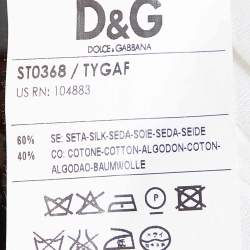 D&G
DOLCE & GABBANA
ST0368 / TYGAF
US RN: 104883
60% SE: SETA-SILK-SEDA-SOIE-SEDA-SEIDE
40% CO: COTONE-COTTON-ALGODON-COTON-
ALGODAO-BAUMWOLLE
P